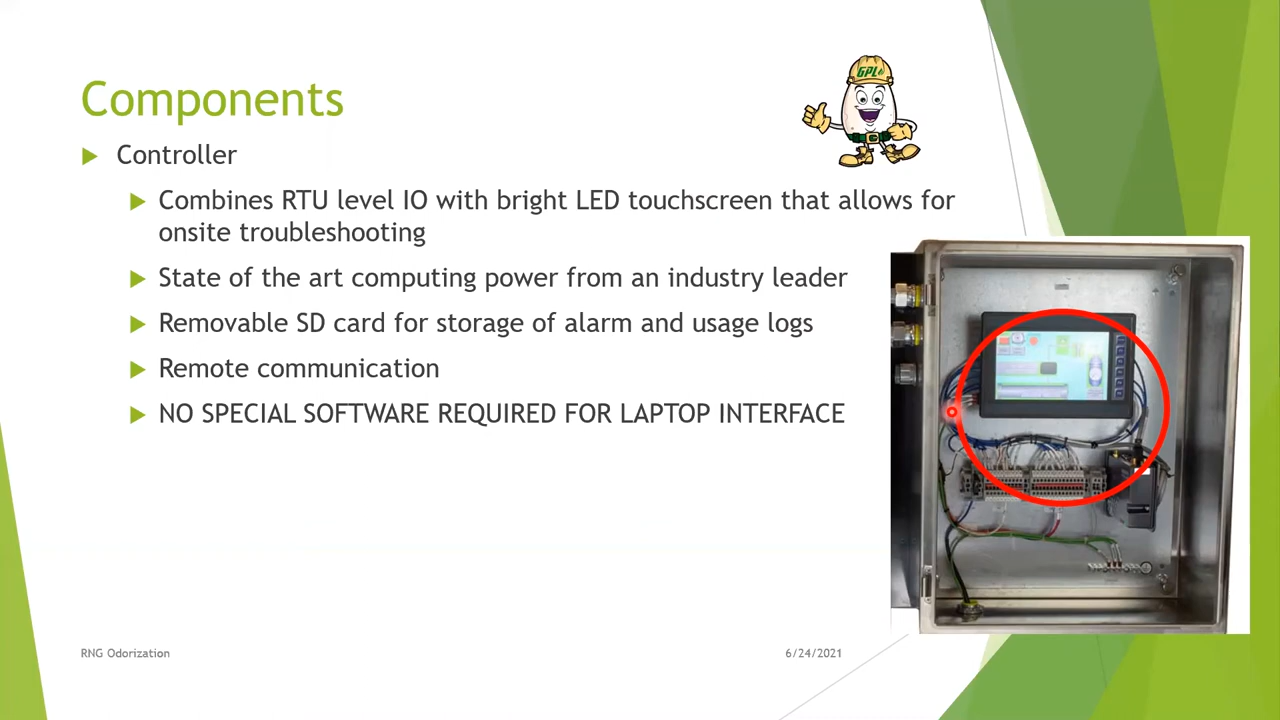 Components
GPL
Controller
Combines RTU level IO with bright LED touchscreen that allows for
onsite troubleshooting
State of the art computing power from an industry leader
Removable SD card for storage of alarm and usage logs
Remote communication
NO SPECIAL SOFTWARE REQUIRED FOR LAPTOP INTERFACE
RNG Odorization
6/24/2021